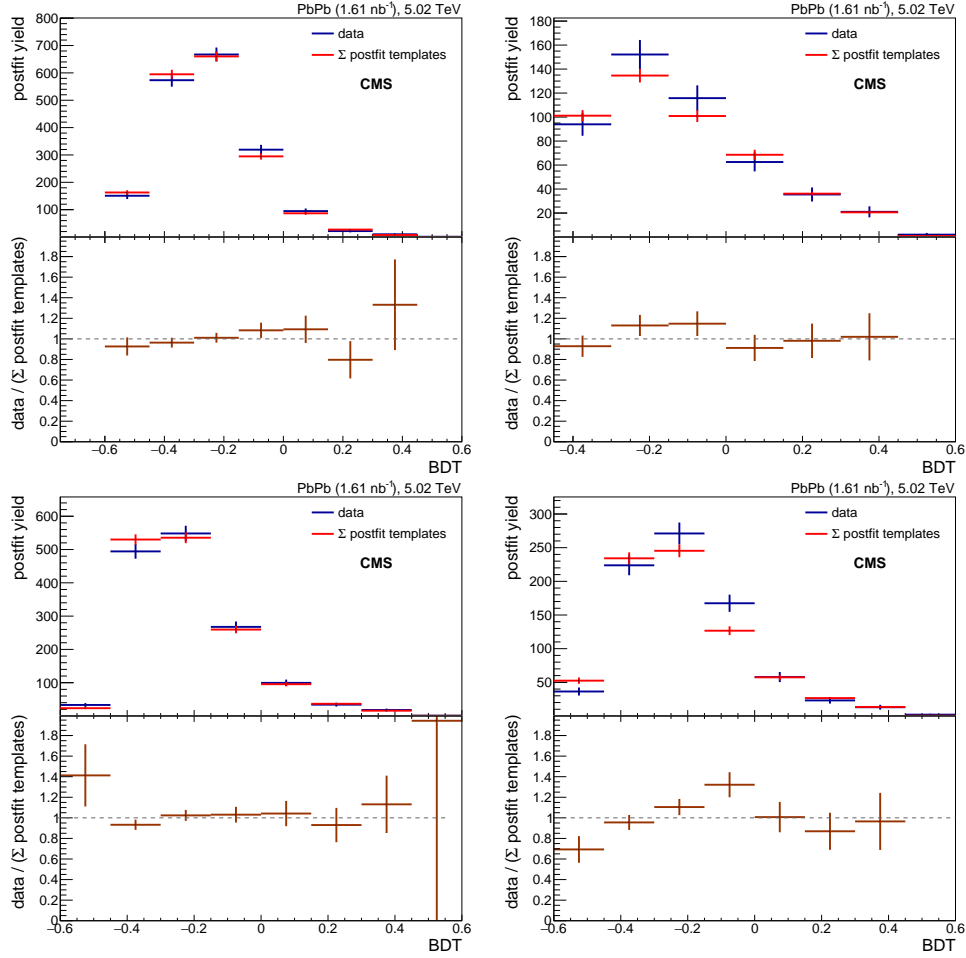 PbPb (1.61 nb⁻¹), 5.02 TeV
postfit yield
800
700
600
500
400
300
200
100
data
Σ postfit templates
CMS
data / (Σ postfit templates)
1.8
1.6
1.4
1.2
1
0.8
0.6
0.4
0.2
0
−0.6 −0.4 −0.2 0 0.2 0.4 0.6
BDT
PbPb (1.61 nb⁻¹), 5.02 TeV
postfit yield
180
160
140
120
100
80
60
40
20
data
Σ postfit templates
CMS
data / (Σ postfit templates)
1.8
1.6
1.4
1.2
1
0.8
0.6
0.4
0.2
0
−0.4 −0.2 0 0.2 0.4 0.6
BDT
PbPb (1.61 nb⁻¹), 5.02 TeV
postfit yield
600
500
400
300
200
100
data
Σ postfit templates
CMS
data / (Σ postfit templates)
1.8
1.6
1.4
1.2
1
0.8
0.6
0.4
0.2
0
−0.6 −0.4 −0.2 0 0.2 0.4 0.6
BDT
PbPb (1.61 nb⁻¹), 5.02 TeV
postfit yield
300
250
200
150
100
50
data
Σ postfit templates
CMS
data / (Σ postfit templates)
1.8
1.6
1.4
1.2
1
0.8
0.6
0.4
0.2
0
−0.6 −0.4 −0.2 0 0.2 0.4 0.6
BDT